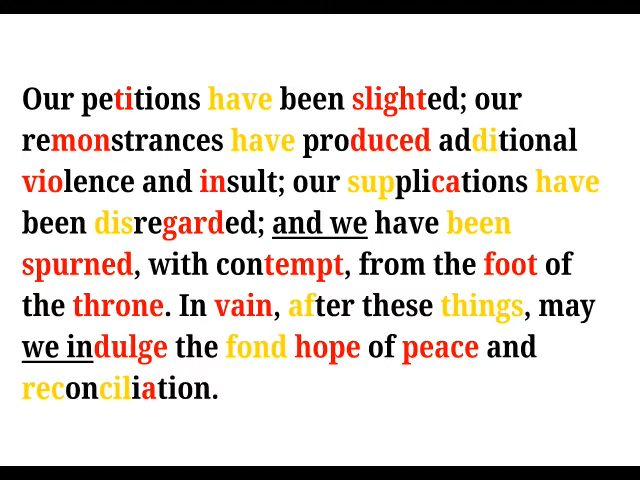 Our petitions have been slighted; our
remonstrances have produced additional
violence and insult; our supplications have
been disregarded; and we have been
spurned, with contempt, from the foot of
the throne. In vain, after these things, may
we indulge the fond hope of peace and
reconciliation.